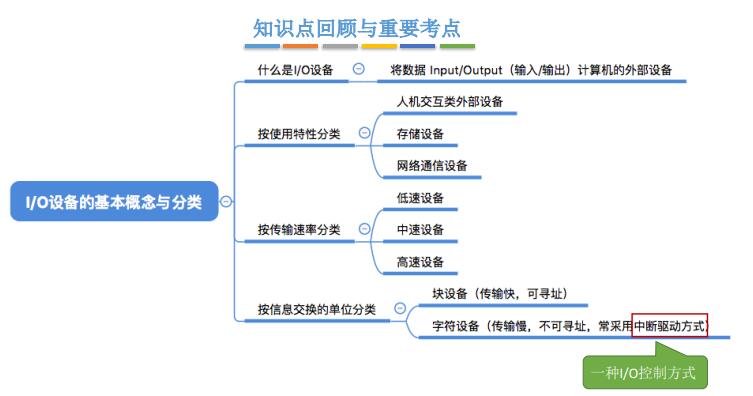 知识点回顾与重要考点
什么是I/O设备
将数据 Input/Output（输入/输出）计算机的外部设备
人机交互类外部设备
按使用特性分类
存储设备
网络通信设备
I/O设备的基本概念与分类
低速设备
按传输速率分类
中速设备
高速设备
块设备（传输快，可寻址）
按信息交换的单位分类
字符设备（传输慢，不可寻址，常采用中断驱动方式）
一种I/O控制方式